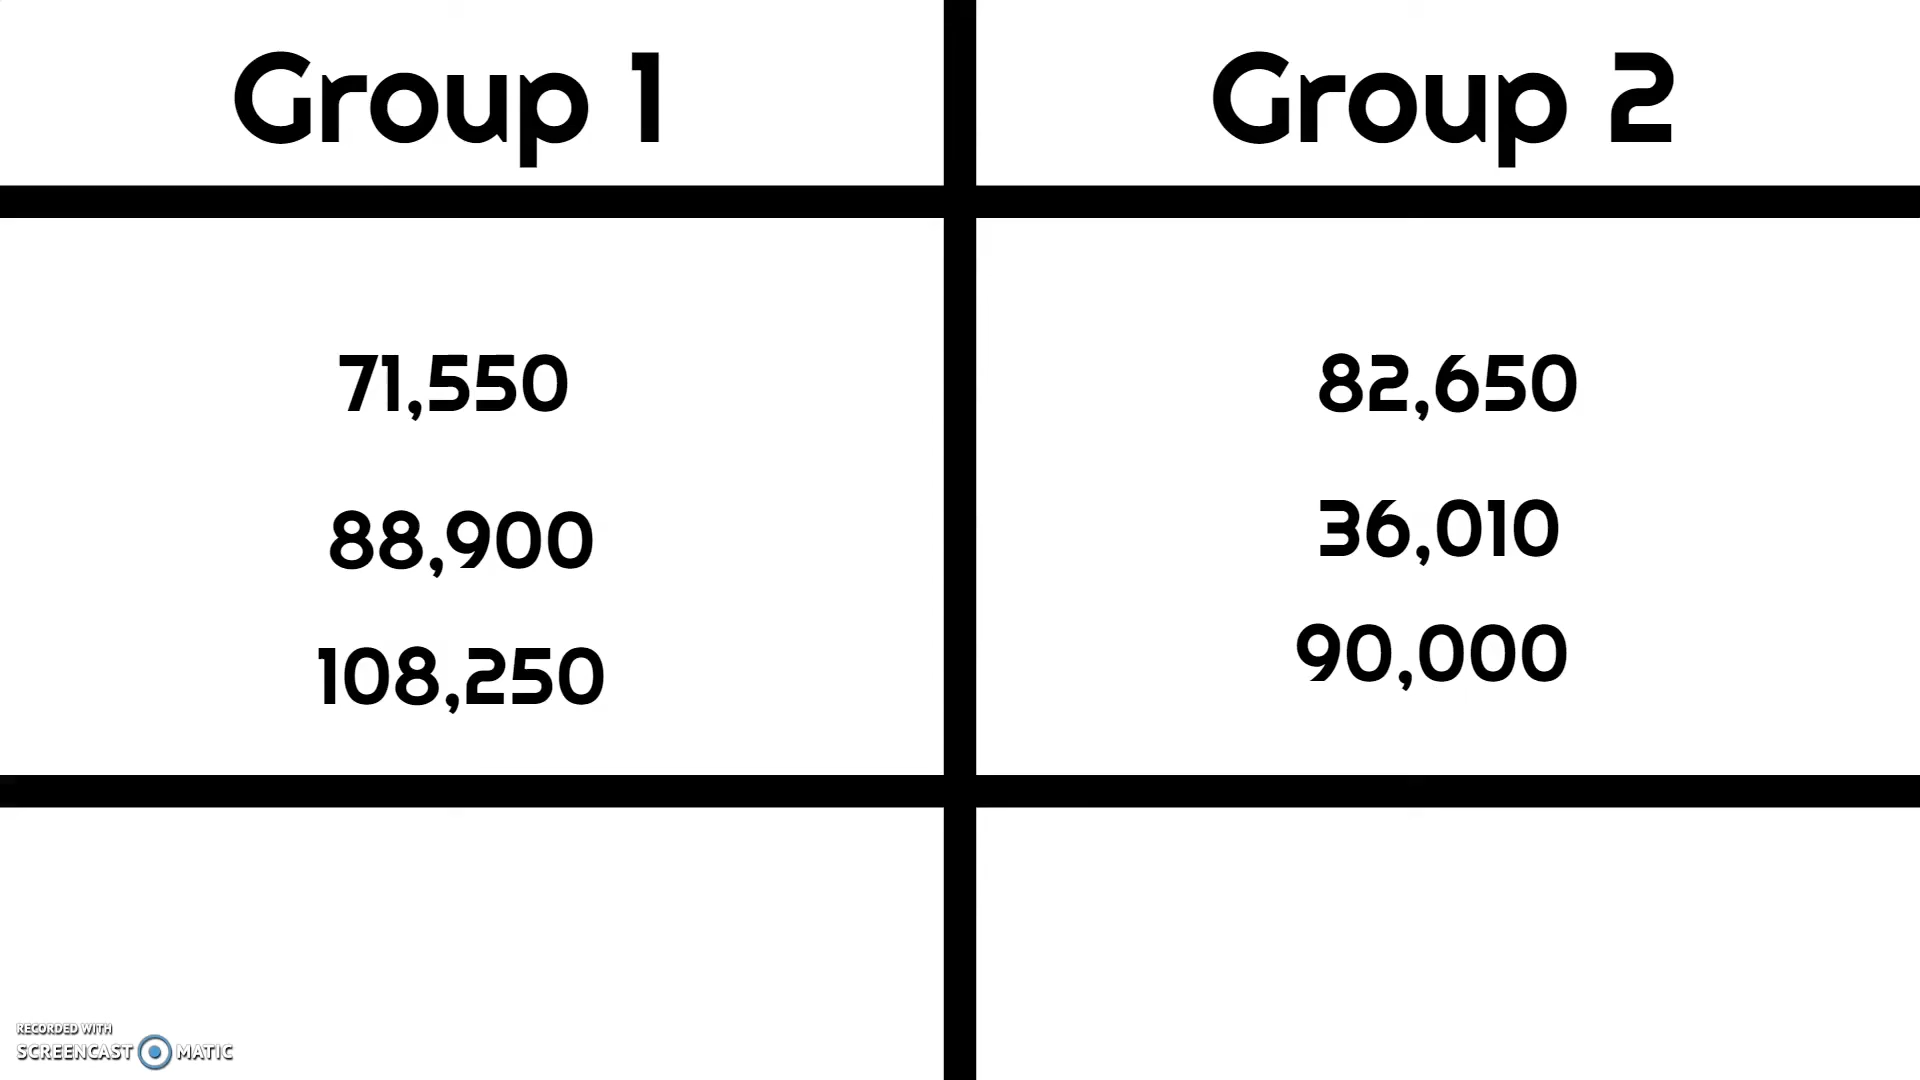 Group 1
Group 2
71,550
82,650
88,900
36,010
108,250
90,000
RECORDED WITH
SCREENCAST MATIC